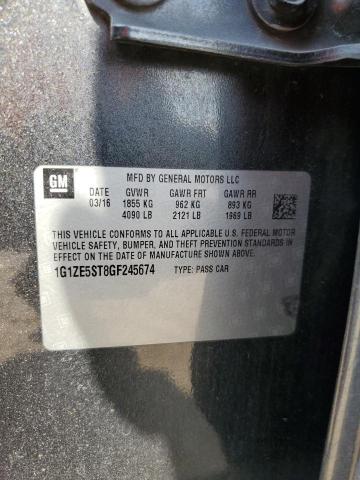 GM
MFD BY GENERAL MOTORS LLC
DATE GVWR GAWR FRT GAWR RR
03/16 1855 KG 962 KG 893 KG
4090 LB 2121 LB 1969 LB
THIS VEHICLE CONFORMS TO ALL APPLICABLE U.S. FEDERAL MOTOR
VEHICLE SAFETY, BUMPER, AND THEFT PREVENTION STANDARDS
IN EFFECT ON THE DATE OF MANUFACTURE SHOWN ABOVE.
1G1ZE5ST8GF245674 TYPE: PASS CAR